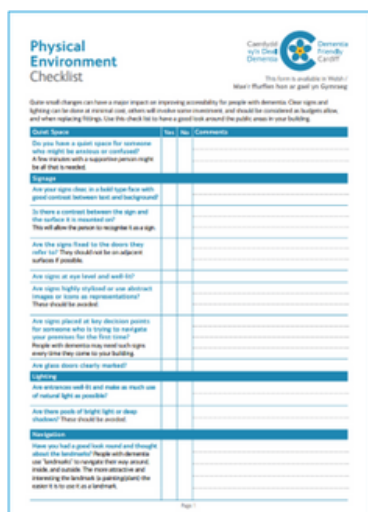 Physical
Environment
Checklist
Caerdydd
sy'n Deall
Dementia
Dementia
Friendly
Cardiff
This form is available in Welsh /
Mae'r ffurflen hon ar gael yn Gymraeg
Quite small changes can have a major impact on improving accessibility for people with dementia. Clear signs and
lighting can be done at minimal cost, others will involve some investment, and should be considered as budgets allow,
and when replacing fittings. Use this check list to have a good look around the public areas in your building.
Quiet Space Yes No Comments
Do you have a quiet space for someone
who might be anxious or confused?
A few minutes with a supportive person might
be all that is needed.
Signage
Are your signs clear, in a bold type face with
good contrast between text and background?
Is there a contrast between the sign and
the surface it is mounted on?
This will allow the person to recognise it as a sign.
Are the signs fixed to the doors they
refer to? They should not be on adjacent
surfaces if possible.
Are signs at eye level and well-lit?
Are signs highly stylised or use abstract
images or icons as representations?
These should be avoided.
Are signs placed at key decision points
for someone who is trying to navigate
your premises for the first time?
People with dementia may need such signs
every time they come to your building.
Are glass doors clearly marked?
Lighting
Are entrances well-lit and make as much use
of natural light as possible?
Are there pools of bright light or deep
shadows? These should be avoided.
Navigation
Have you had a good look round and thought
about the landmarks? People with dementia
use "landmarks" to navigate their way around,
inside, and outside. The more attractive and
interesting the landmark (a painting/plant) the
easier it is to use it as a landmark.
Page 1